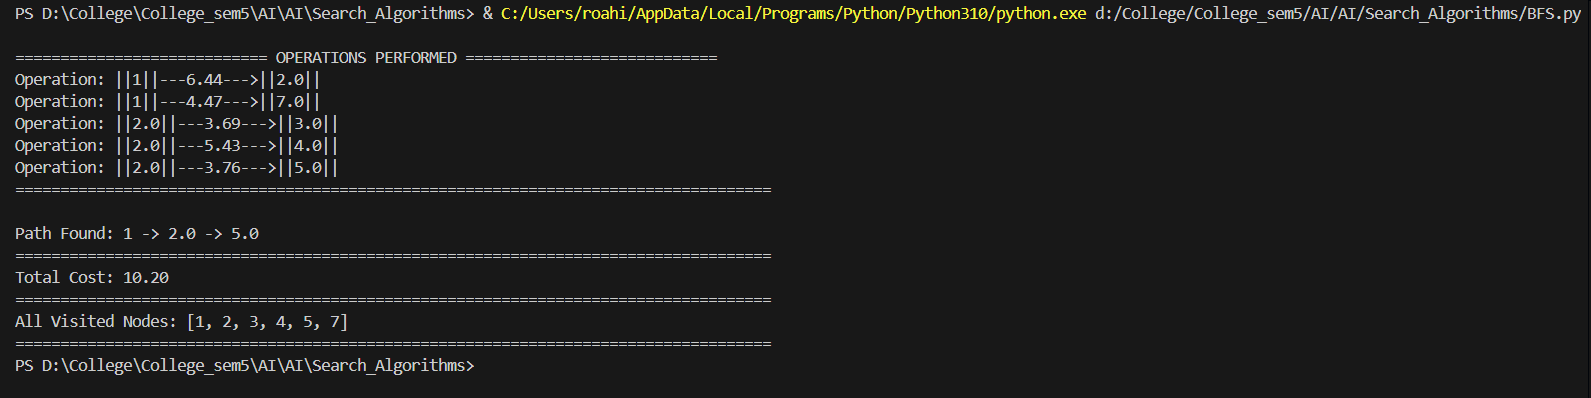 PS D:\College\College_sem5\AI\AI\Search_Algorithms> & C:/Users/roahi/AppData/Local/Programs/Python/Python310/python.exe d:/College/College_sem5/AI/AI/Search_Algorithms/BFS.py
============================ OPERATIONS PERFORMED ============================
Operation: ||1||---6.44--->||2.0||
Operation: ||1||---4.47--->||7.0||
Operation: ||2.0||---3.69--->||3.0||
Operation: ||2.0||---5.43--->||4.0||
Operation: ||2.0||---3.76--->||5.0||
====================================================================================
Path Found: 1 -> 2.0 -> 5.0
====================================================================================
Total Cost: 10.20
====================================================================================
All Visited Nodes: [1, 2, 3, 4, 5, 7]
====================================================================================
PS D:\College\College_sem5\AI\AI\Search_Algorithms>